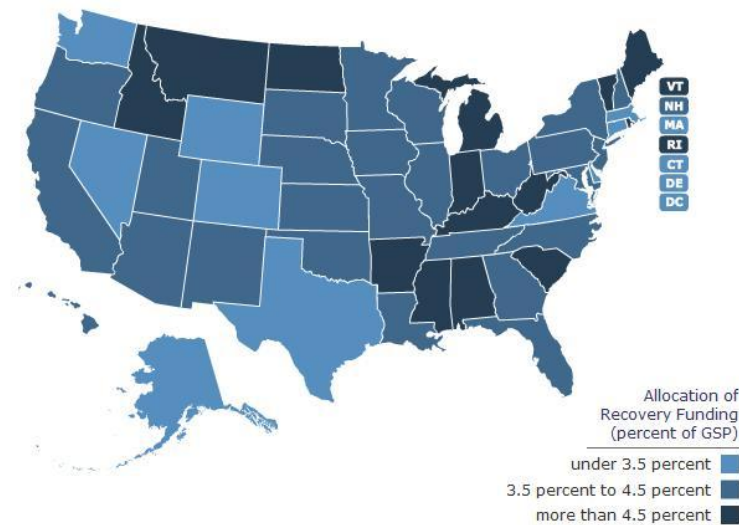 VT
NH
MA
RI
CT
DE
DC
Allocation of
Recovery Funding
(percent of GSP)
under 3.5 percent
3.5 percent to 4.5 percent
more than 4.5 percent